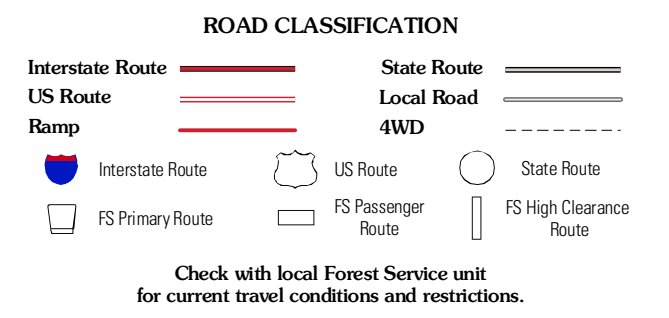 ROAD CLASSIFICATION
Interstate Route
State Route
US Route
Local Road
Ramp
4WD
Interstate Route
US Route
State Route
FS Primary Route
FS Passenger
Route
FS High Clearance
Route
Check with local Forest Service unit
for current travel conditions and restrictions.